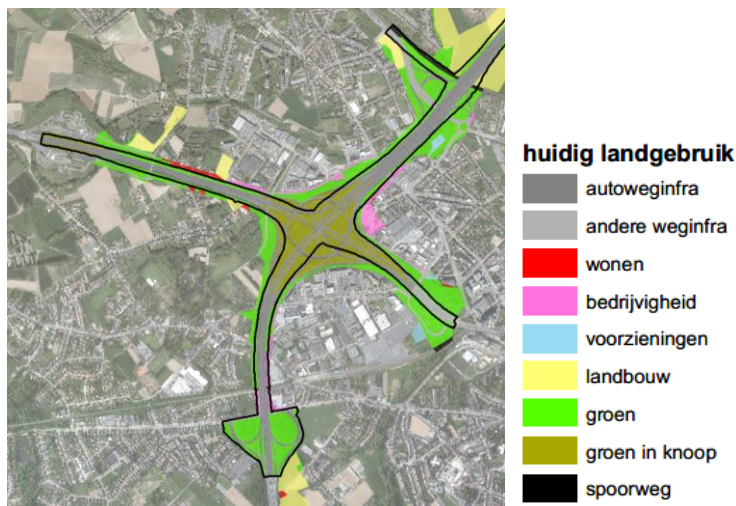 huidig landgebruik
autoweginfra
andere weginfra
wonen
bedrijvigheid
voorzieningen
landbouw
groen
groen in knoop
spoorweg